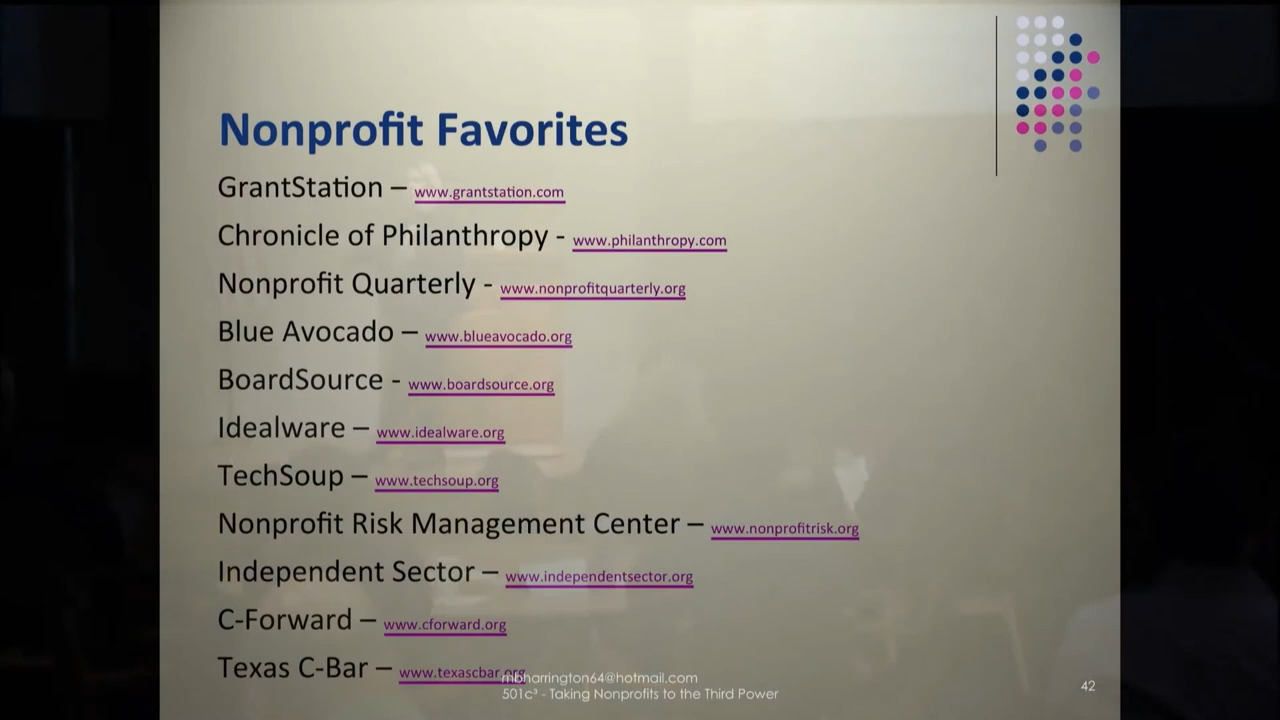 Nonprofit Favorites
GrantStation – www.grantstation.com
Chronicle of Philanthropy - www.philanthropy.com
Nonprofit Quarterly - www.nonprofitquarterly.org
Blue Avocado – www.blueavocado.org
BoardSource - www.boardsource.org
Idealware – www.idealware.org
TechSoup – www.techsoup.org
Nonprofit Risk Management Center – www.nonprofitrisk.org
Independent Sector – www.independentsector.org
C-Forward – www.cforward.org
Texas C-Bar – www.texascbar.org
mbharrington64@hotmail.com
501c³ - Taking Nonprofits to the Third Power
42